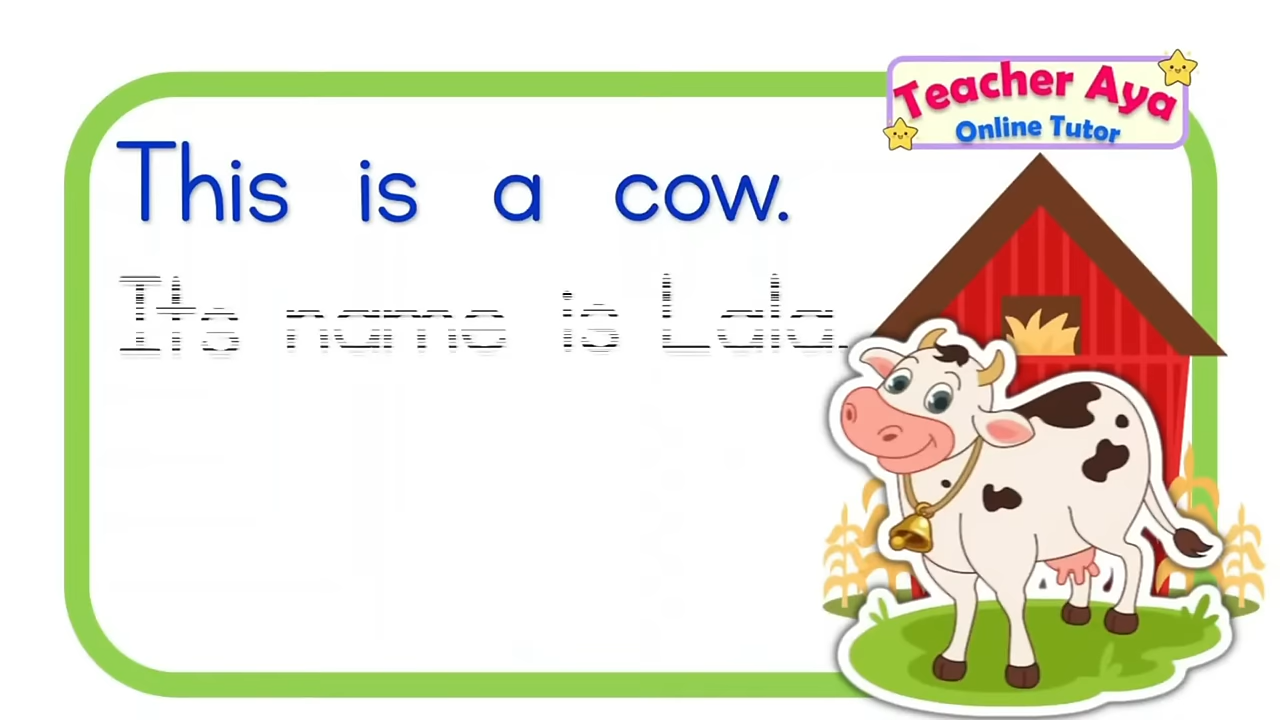 Teacher Aya
Online Tutor
This is a cow.
Its name is Lala.